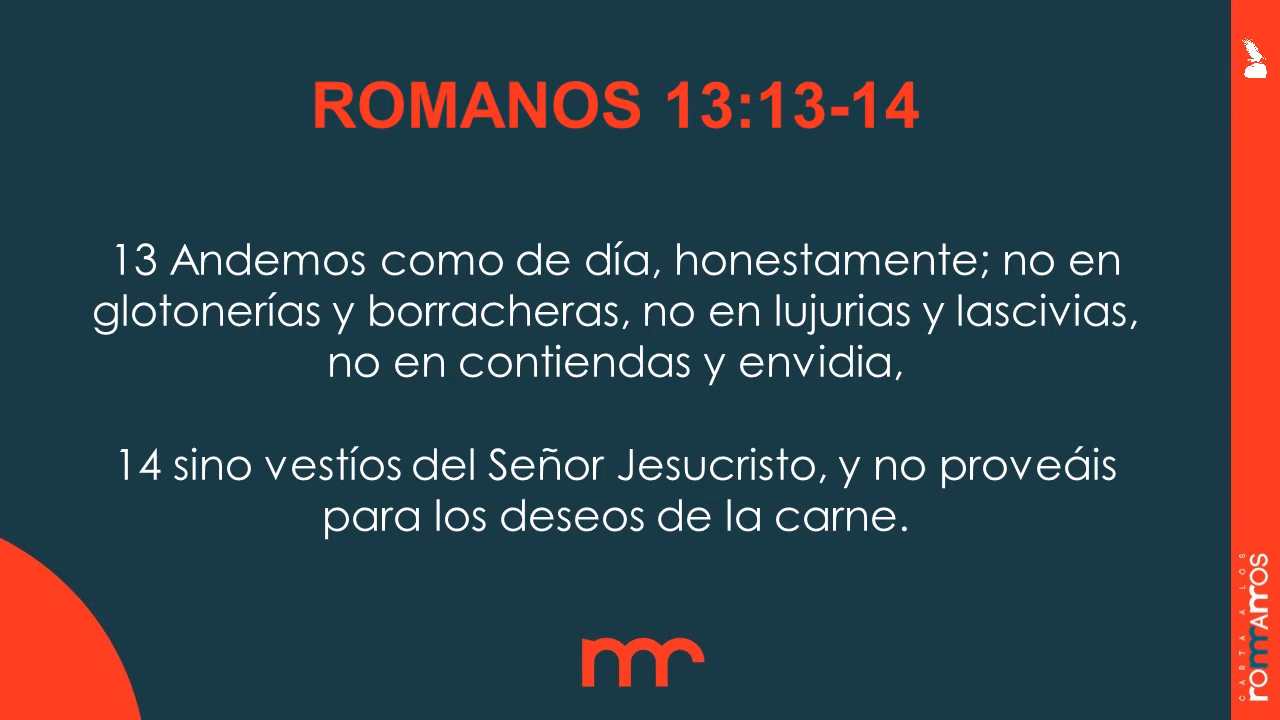 ROMANOS 13:13-14
13 Andemos como de día, honestamente; no en
glotonerías y borracheras, no en lujurias y lascivias,
no en contiendas y envidia,
14 sino vestíos del Señor Jesucristo, y no proveáis
para los deseos de la carne.
CARTA A LOS
romanos